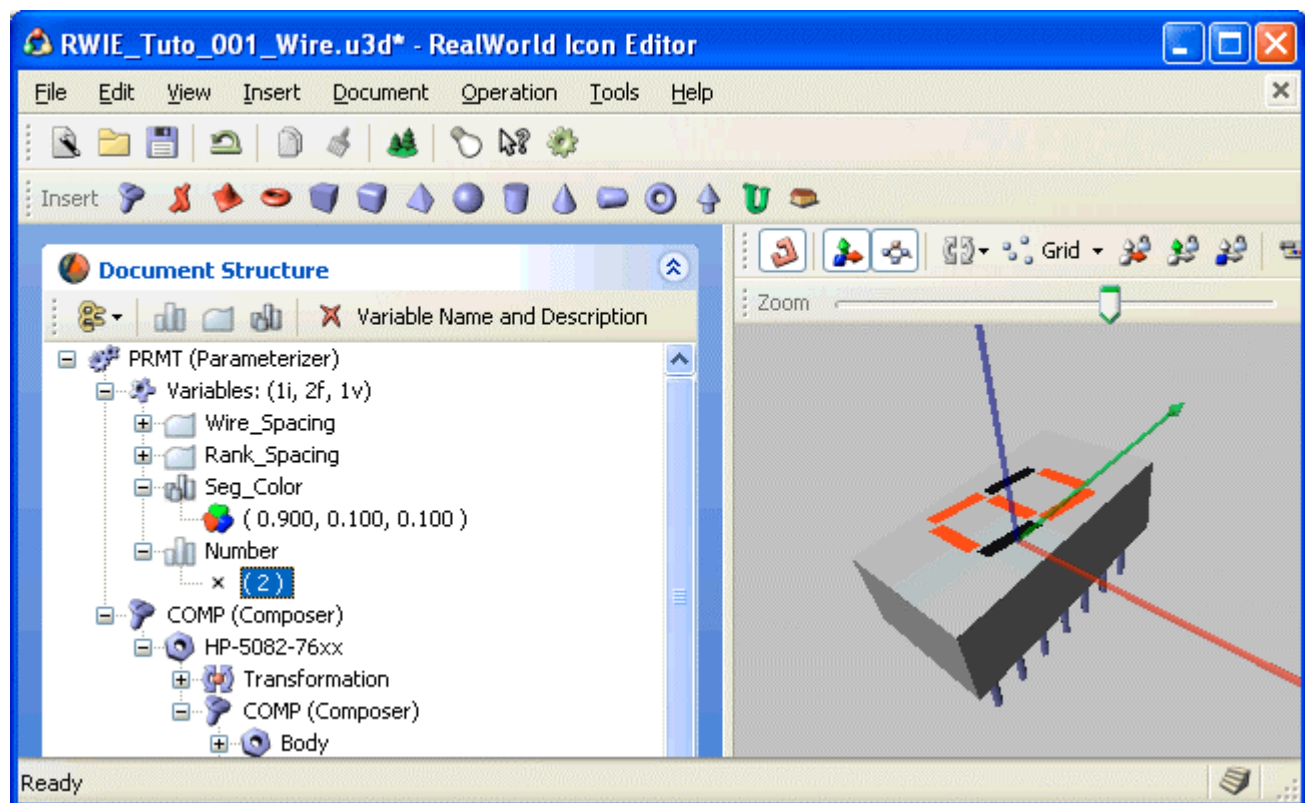 RWIE_Tuto_001_Wire.u3d* - RealWorld Icon Editor
File Edit View Insert Document Operation Tools Help
Insert
Document Structure
Grid
Variable Name and Description
Zoom
PRMT (Parameterizer)
Variables: (1i, 2f, 1v)
Wire_Spacing
Rank_Spacing
Seg_Color
( 0.900, 0.100, 0.100 )
Number
( 2 )
COMP (Composer)
HP-5082-76xx
Transformation
COMP (Composer)
Body
Ready